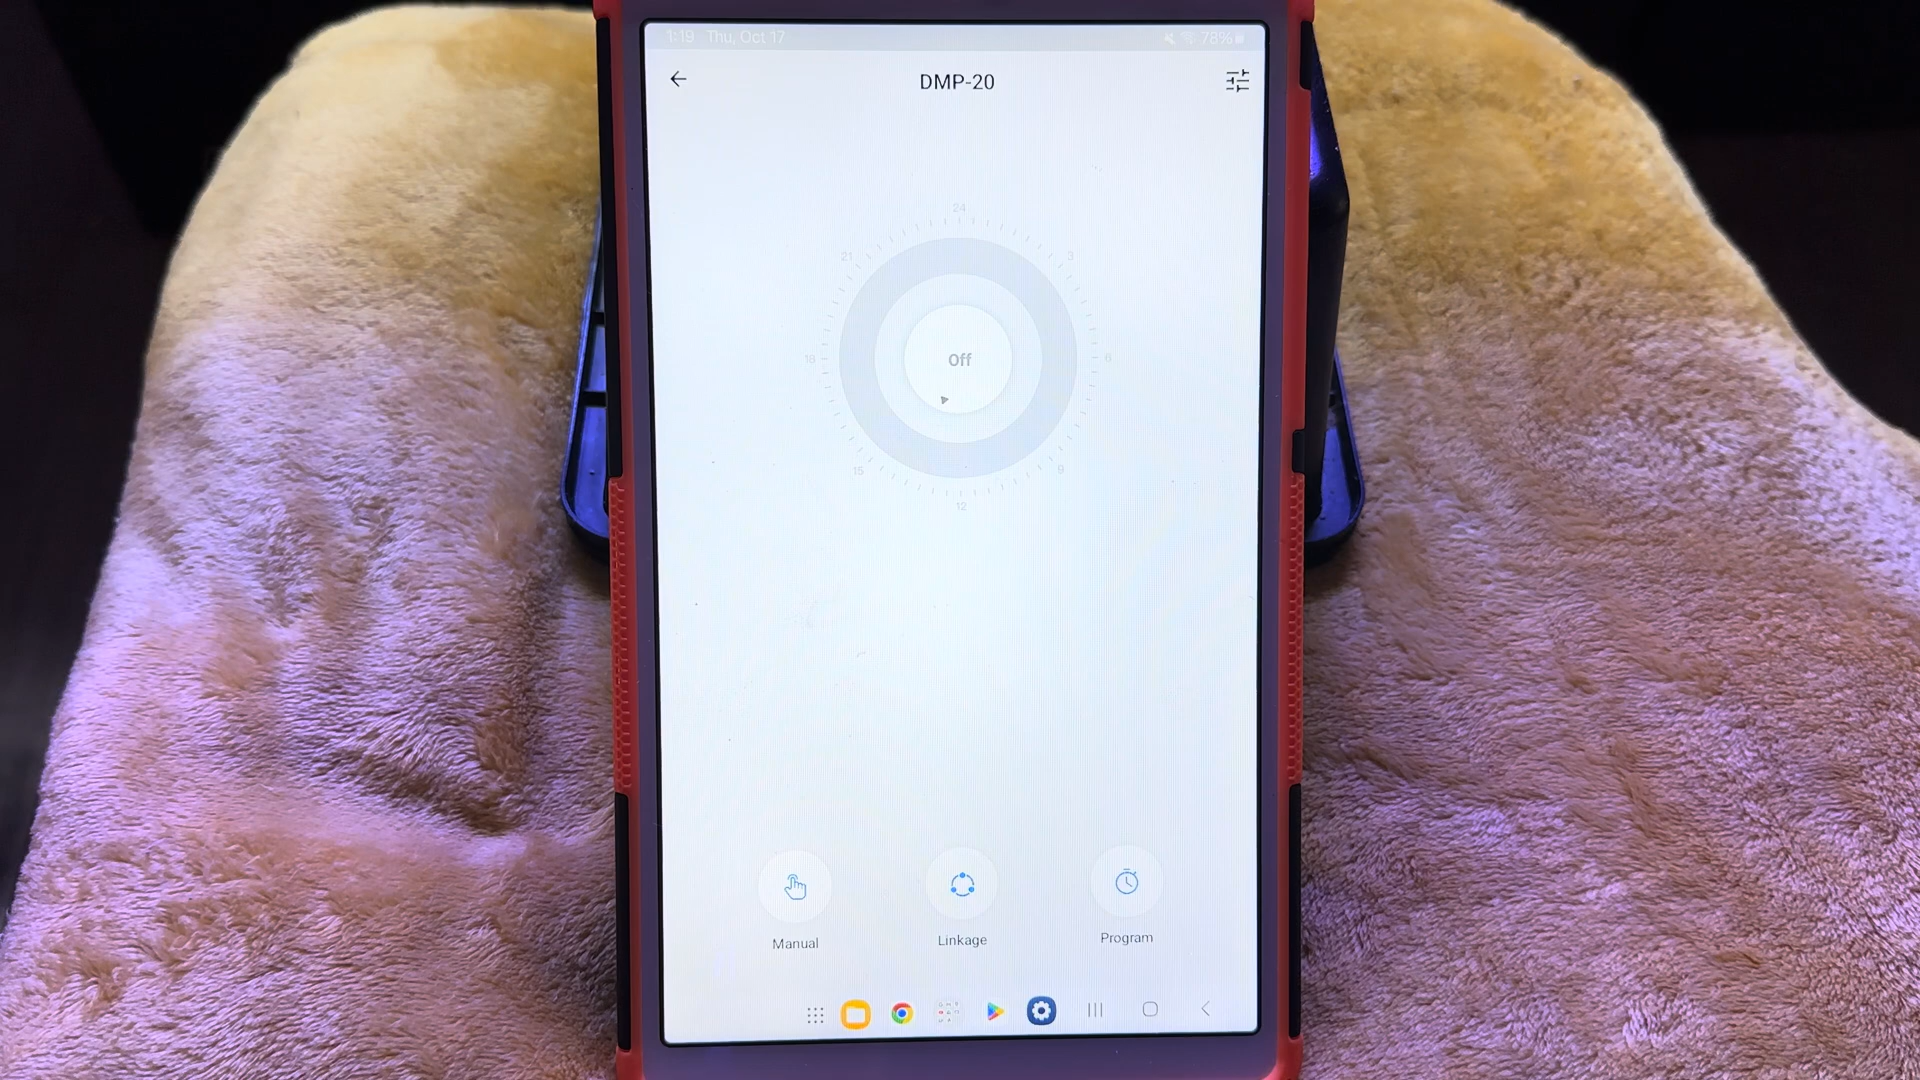 1:19 Thu, Oct 17 78%
DMP-20
24
21 3
18 Off 6
15 9
12
Manual Linkage Program